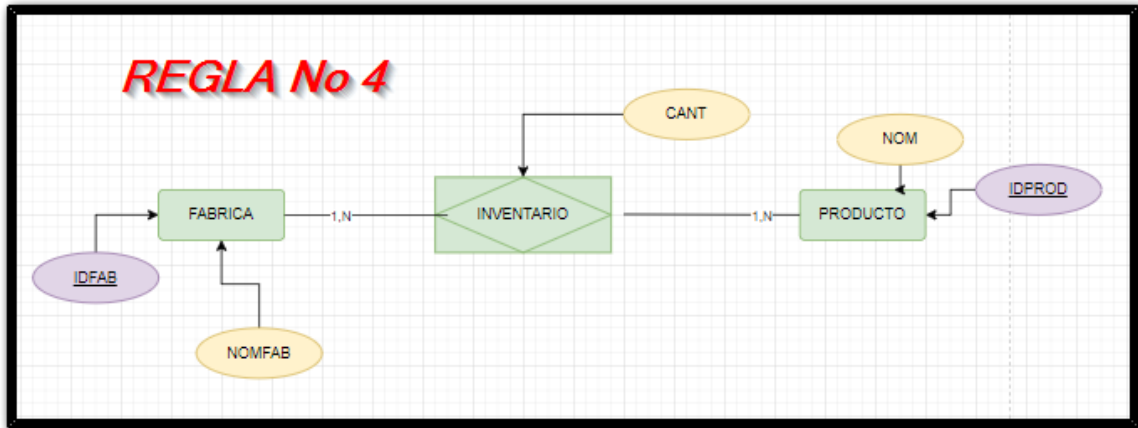 REGLA No 4
CANT
NOM
IDPROD
FABRICA
1,N
INVENTARIO
1,N
PRODUCTO
IDFAB
NOMFAB